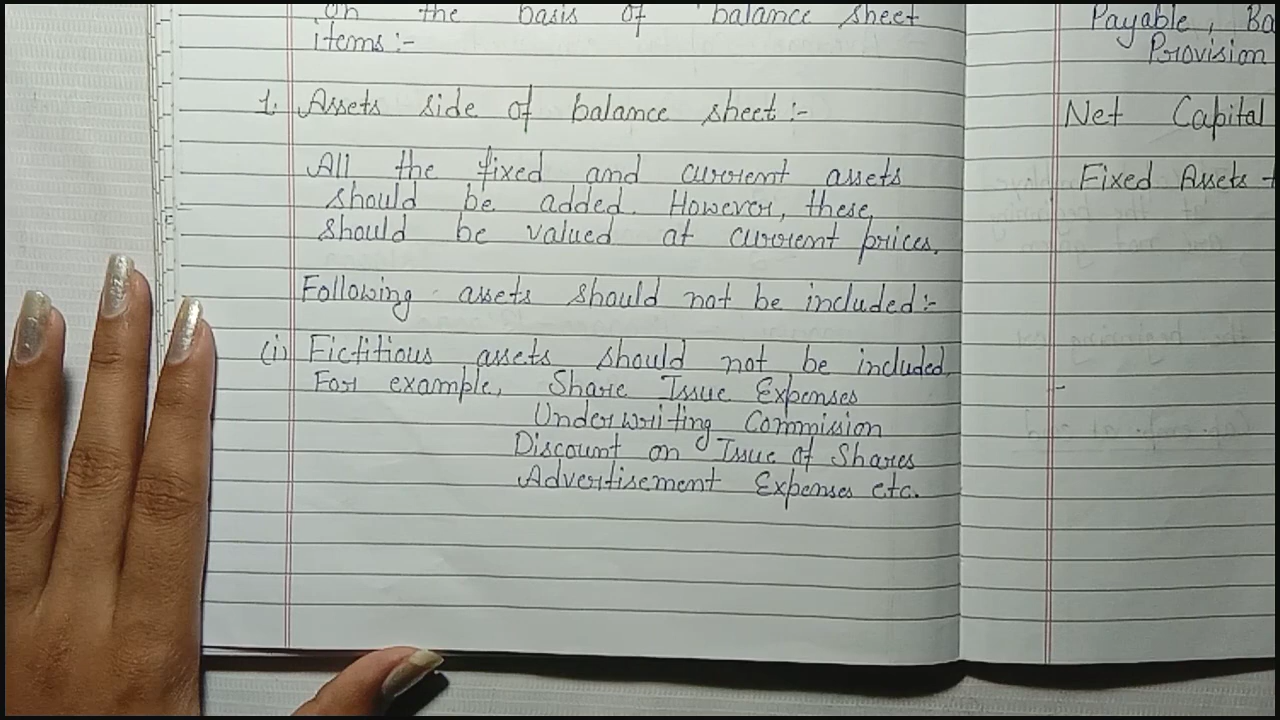 On the basis of balance sheet
items:-
1. Assets side of balance sheet:-
All the fixed and current assets
should be added. However, these
should be valued at current prices.
Following assets should not be included:-
(i) Fictitious assets should not be included.
For example, Share Issue Expenses
Underwriting Commission
Discount on Issue of Shares
Advertisement Expenses etc.
Payable, Ba
Provision
Net Capital
Fixed Assets +